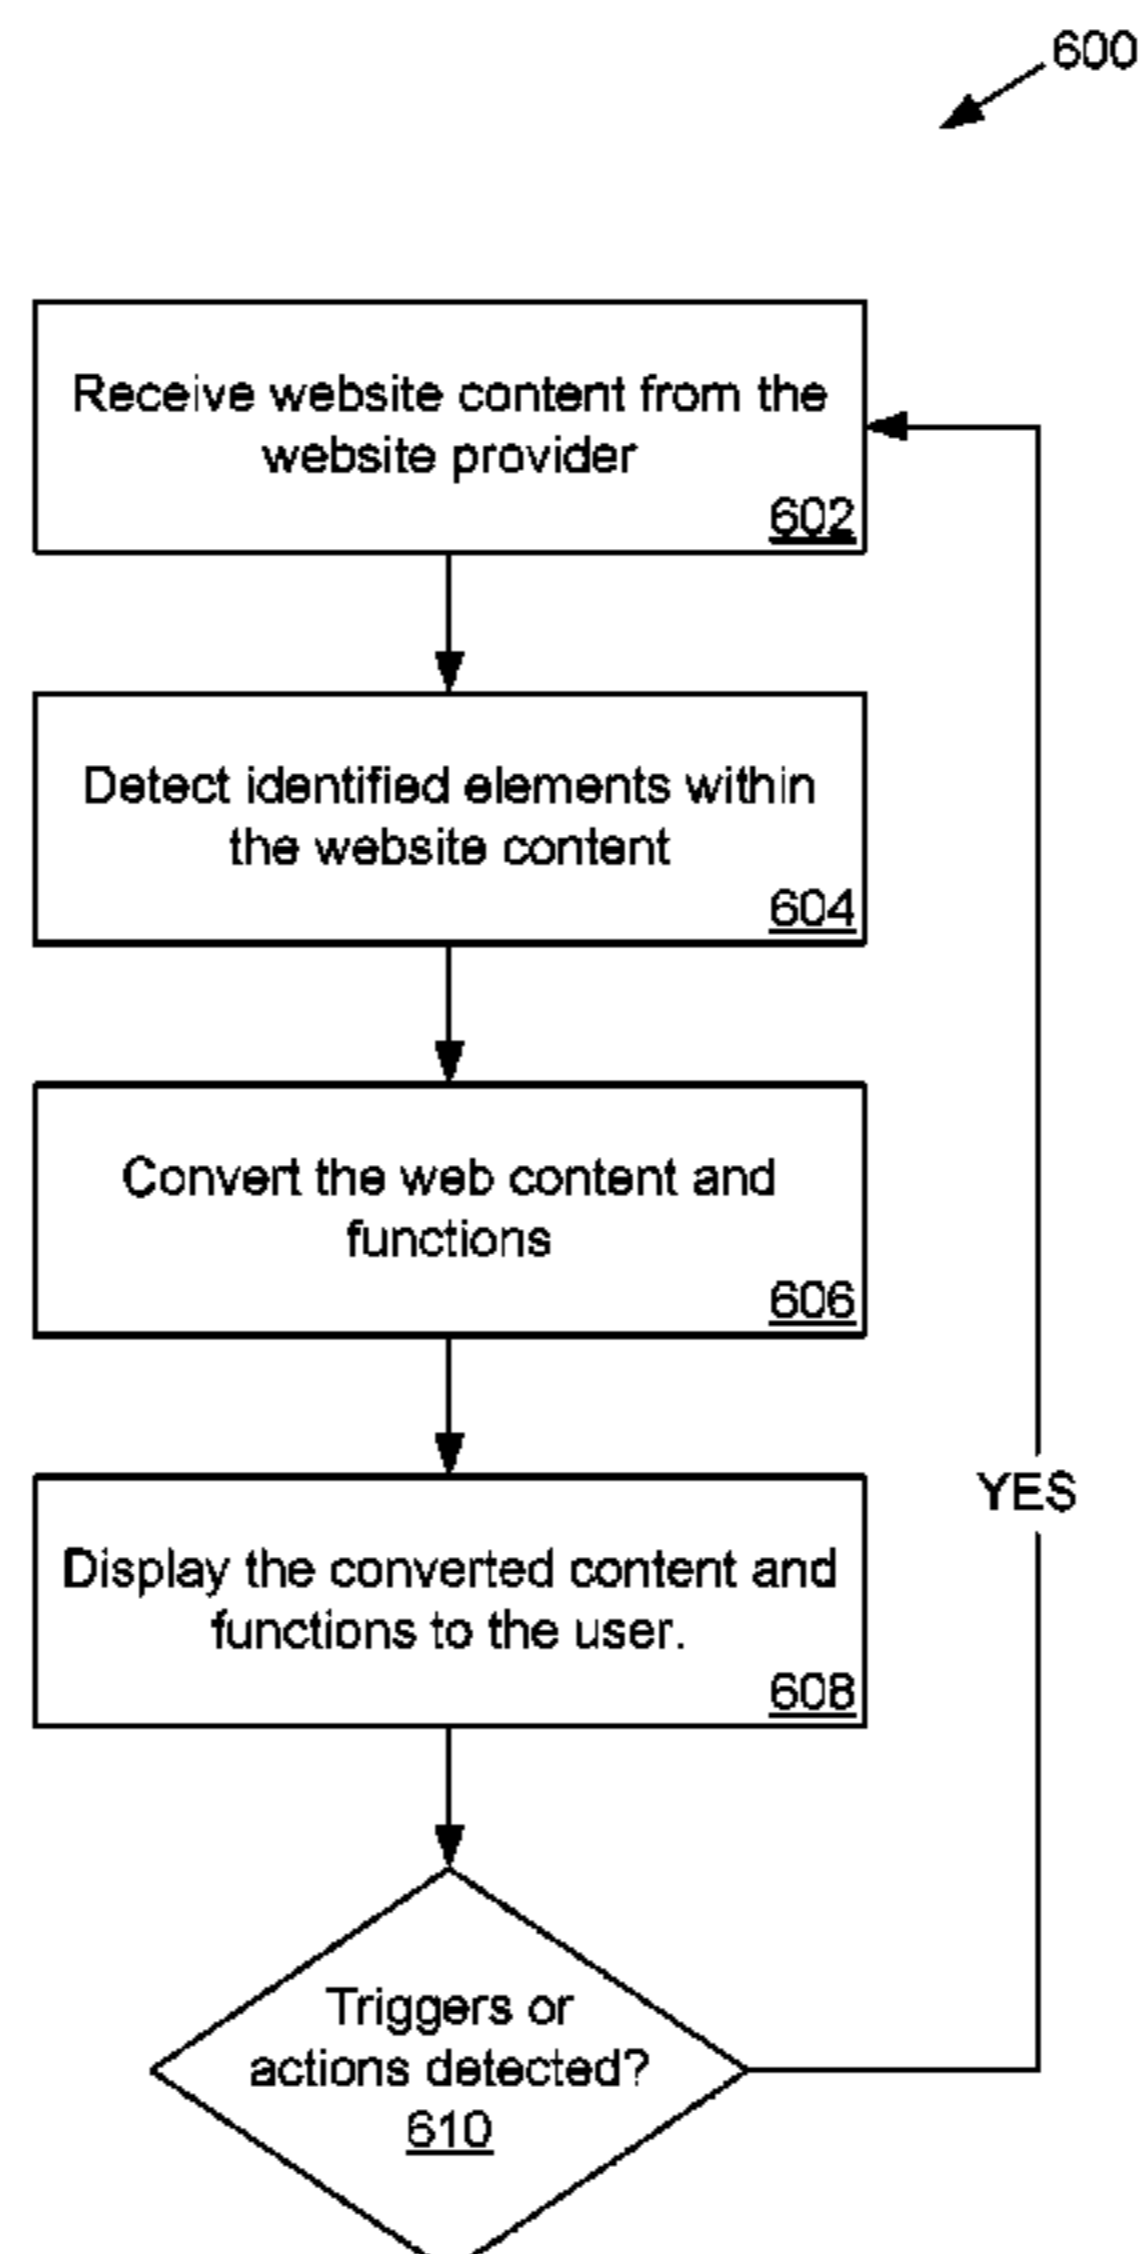 600
Receive website content from the
website provider
602
Detect identified elements within
the website content
604
Convert the web content and
functions
606
Display the converted content and
functions to the user.
608
YES
Triggers or
actions detected?
610